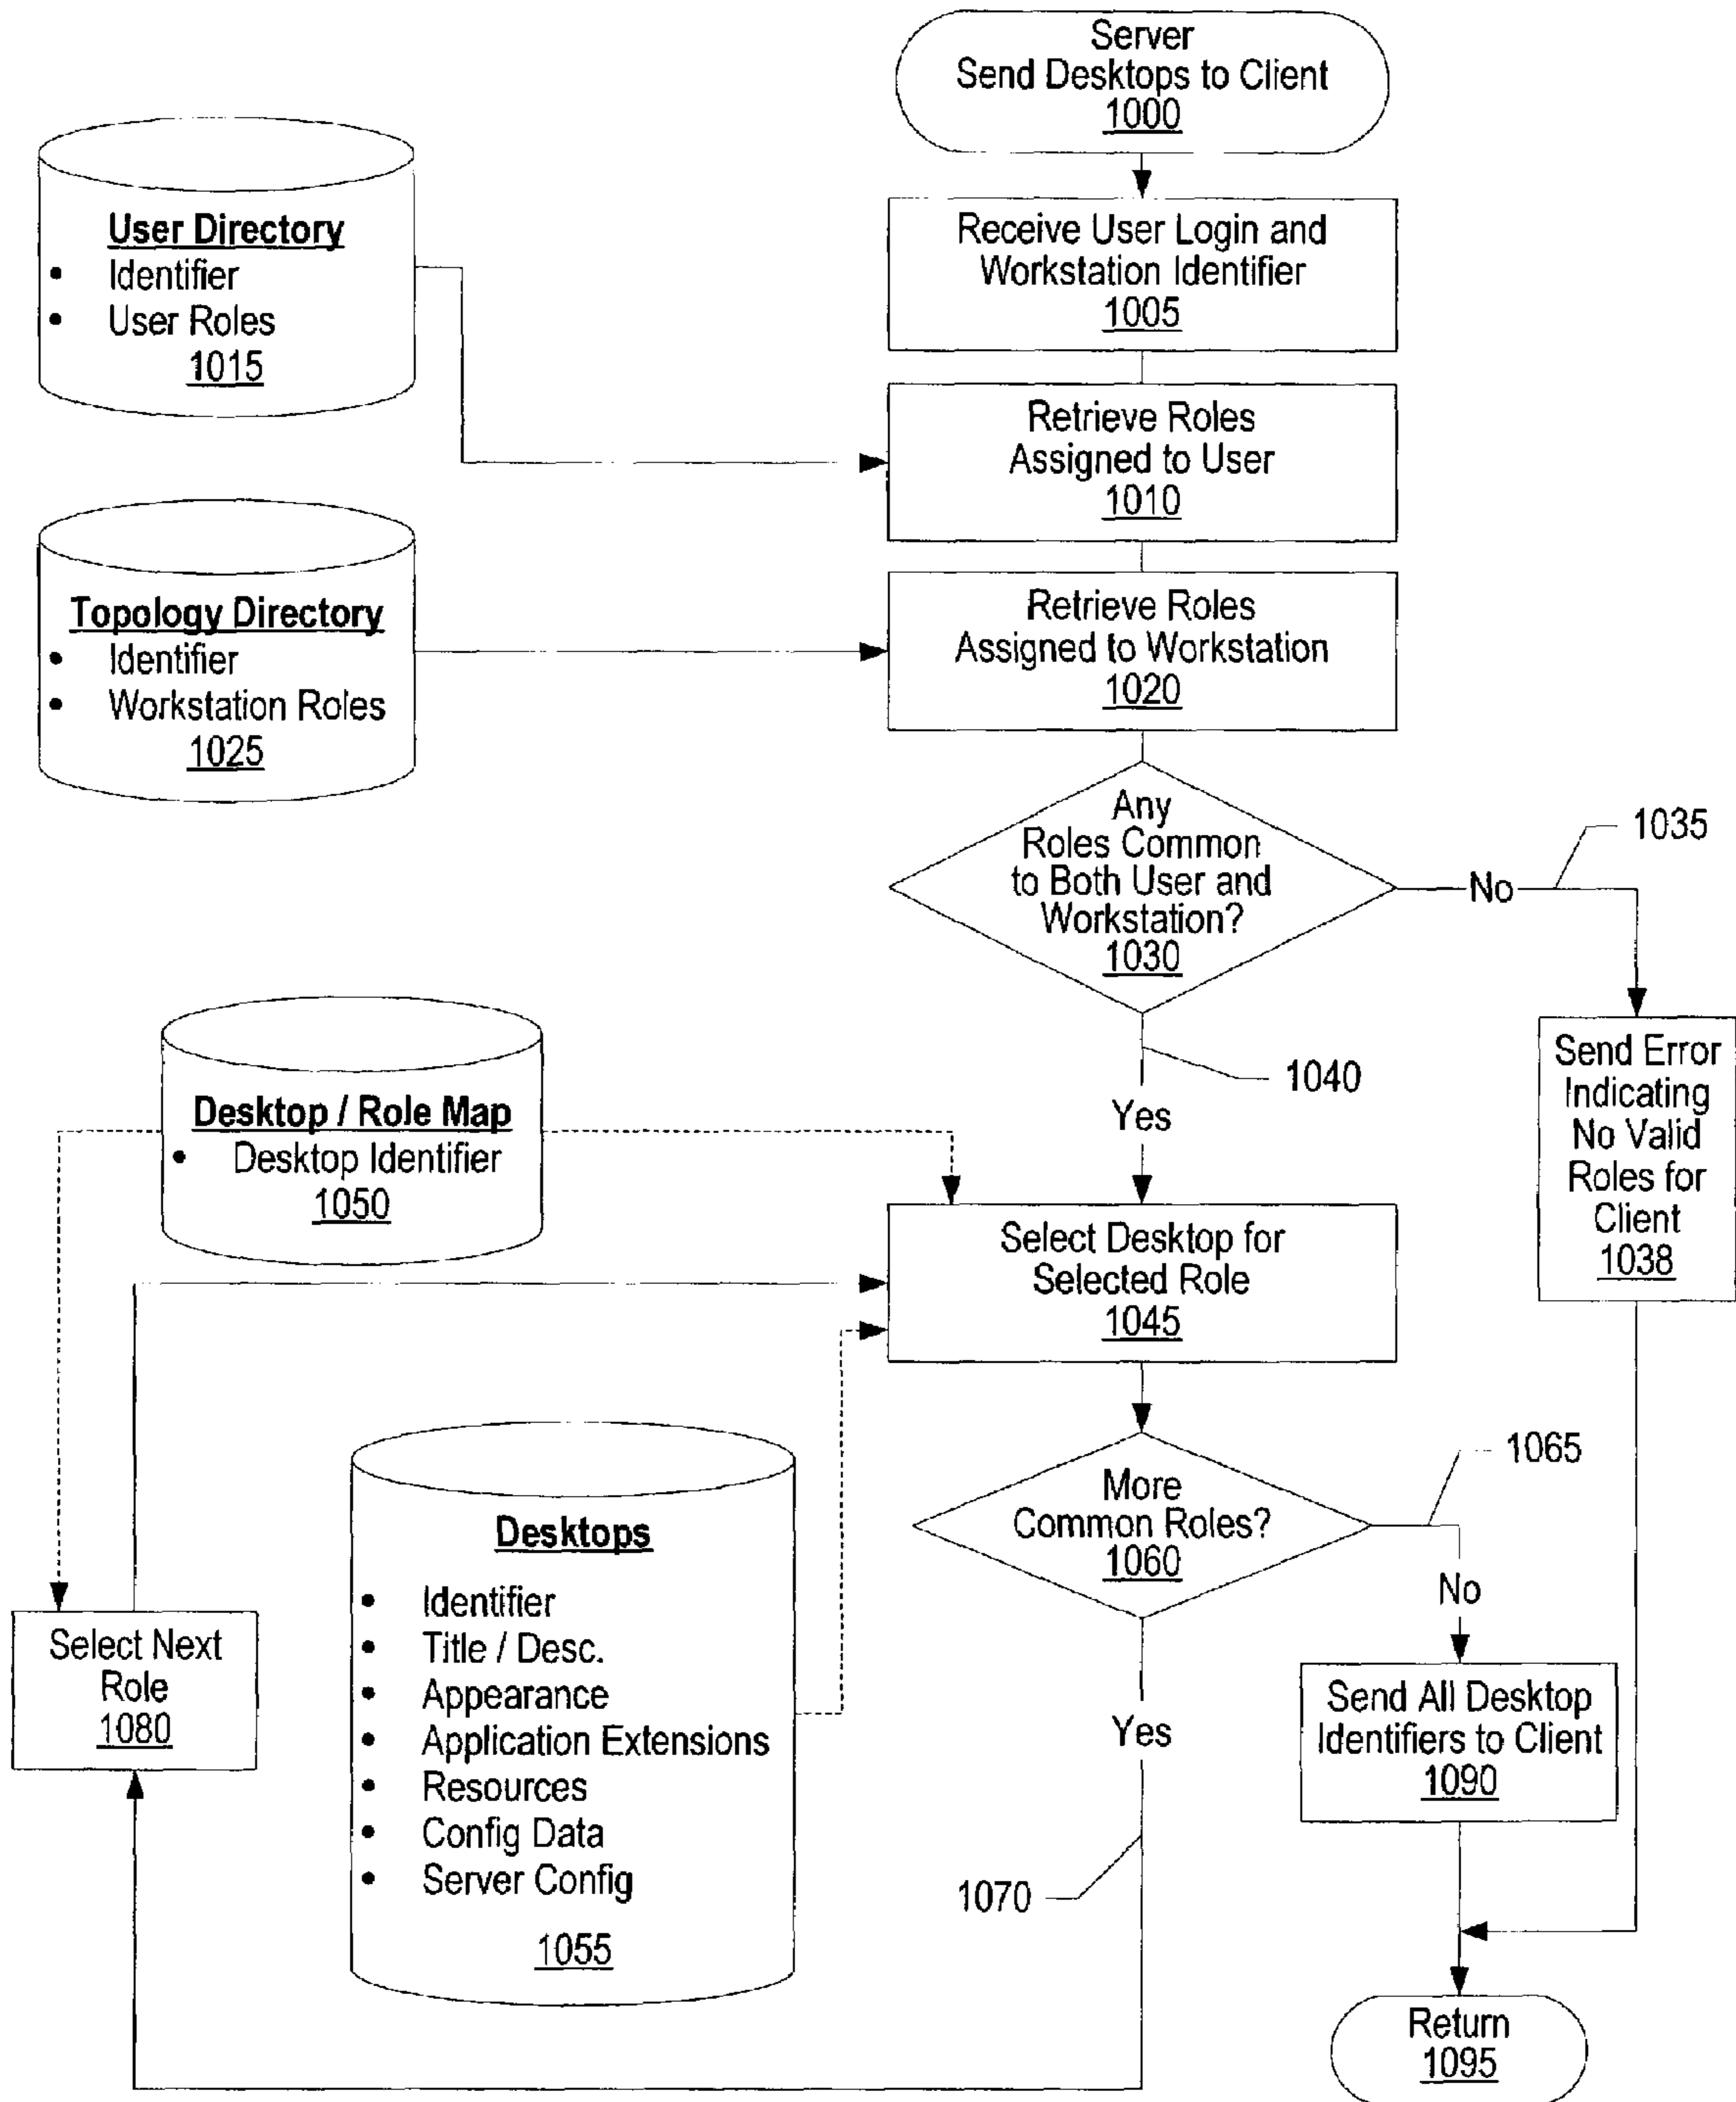 Server
Send Desktops to Client
1000
User Directory
• Identifier
• User Roles
1015
Receive User Login and
Workstation Identifier
1005
Retrieve Roles
Assigned to User
1010
Topology Directory
• Identifier
• Workstation Roles
1025
Retrieve Roles
Assigned to Workstation
1020
Any
Roles Common
to Both User and
Workstation?
1030
No
1035
1040
Yes
Send Error
Indicating
No Valid
Roles for
Client
1038
Desktop / Role Map
• Desktop Identifier
1050
Select Desktop for
Selected Role
1045
More
Common Roles?
1060
1065
No
Desktops
• Identifier
• Title / Desc.
• Appearance
• Application Extensions
• Resources
• Config Data
• Server Config
1055
Select Next
Role
1080
Yes
1070
Send All Desktop
Identifiers to Client
1090
Return
1095